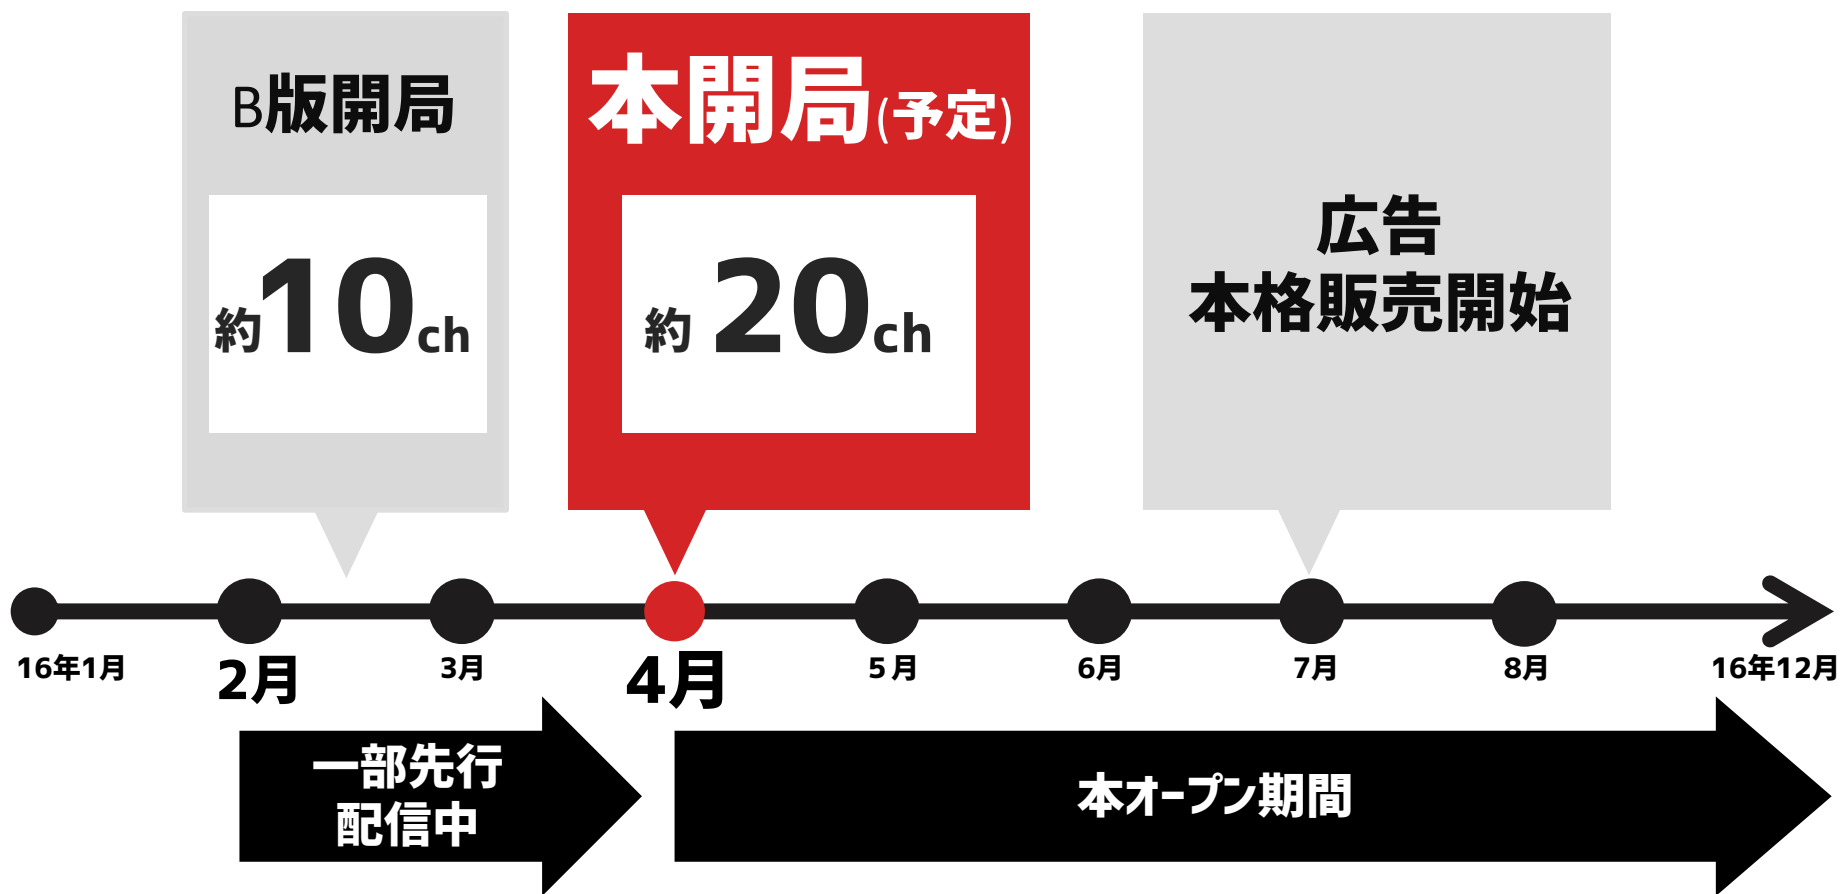 B版開局
約10ch
本開局(予定)
約20ch
広告
本格販売開始
16年1月
2月
3月
4月
5月
6月
7月
8月
16年12月
一部先行
配信中
本オープン期間